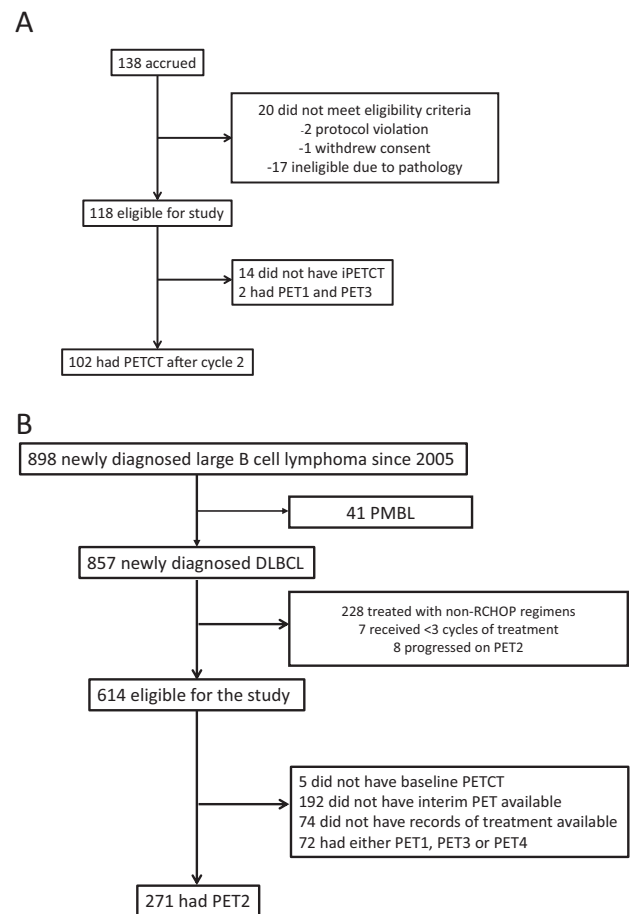 A
138 accrued
20 did not meet eligibility criteria
-2 protocol violation
-1 withdrew consent
-17 ineligible due to pathology
118 eligible for study
14 did not have iPETCT
2 had PET1 and PET3
102 had PETCT after cycle 2
B
898 newly diagnosed large B cell lymphoma since 2005
41 PMBL
857 newly diagnosed DLBCL
228 treated with non-RCHOP regimens
7 received <3 cycles of treatment
8 progressed on PET2
614 eligible for the study
5 did not have baseline PETCT
192 did not have interim PET available
74 did not have records of treatment available
72 had either PET1, PET3 or PET4
271 had PET2